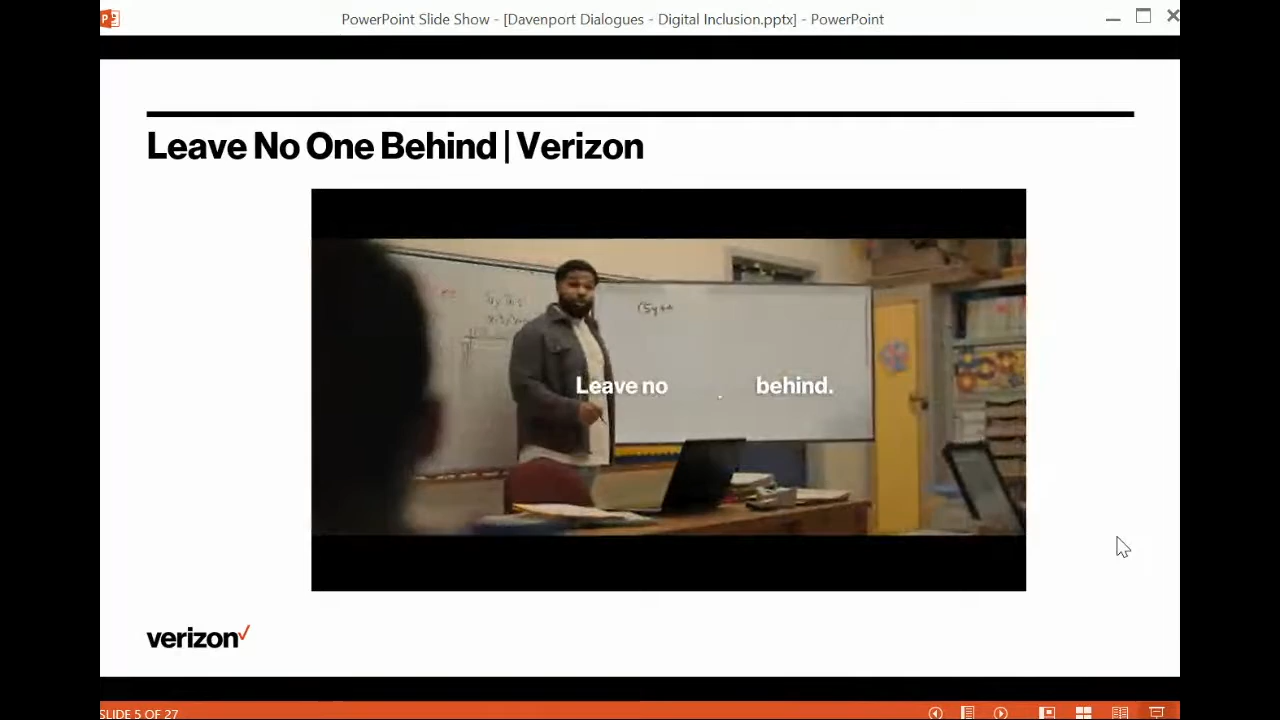 PowerPoint Slide Show - [Davenport Dialogues - Digital Inclusion.pptx] - PowerPoint
Leave No One Behind | Verizon
Leave no . behind.
verizon
SLIDE 5 OF 27